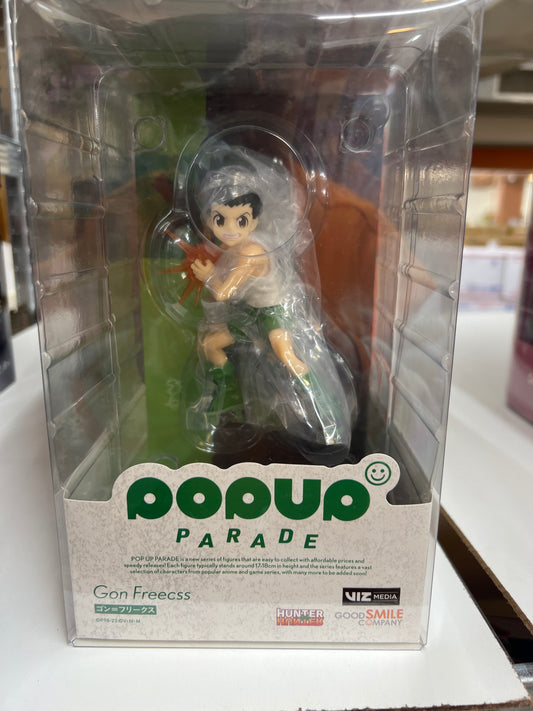 POPUP
PARADE
POP UP PARADE is a new series of figures that are easy to collect with affordable prices and
speedy releases! Each figure typically stands around 17-18cm in height and the series features a vast
selection of characters from popular anime and game series, with many more to be added soon!
Gon Freecss
ゴン＝フリークス
VIZ MEDIA
HUNTER
GOOD SMILE
COMPANY